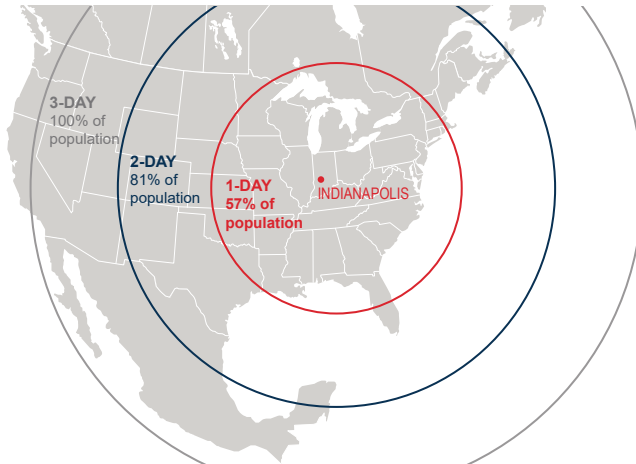 3-DAY
100% of
population
2-DAY
81% of
population
1-DAY
57% of
population
INDIANAPOLIS